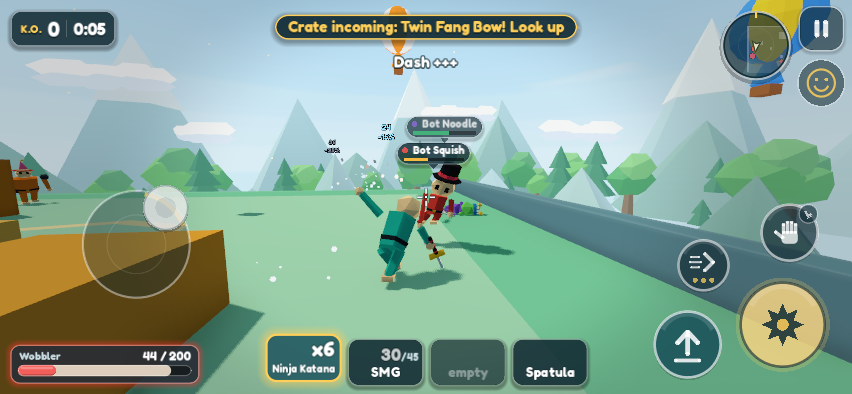 K.O. 0 0:05
Crate incoming: Twin Fang Bow! Look up
Dash +++
Bot Noodle
Bot Squish
Wobbler 44 / 200
x6
Ninja Katana
30/45
SMG
empty
Spatula